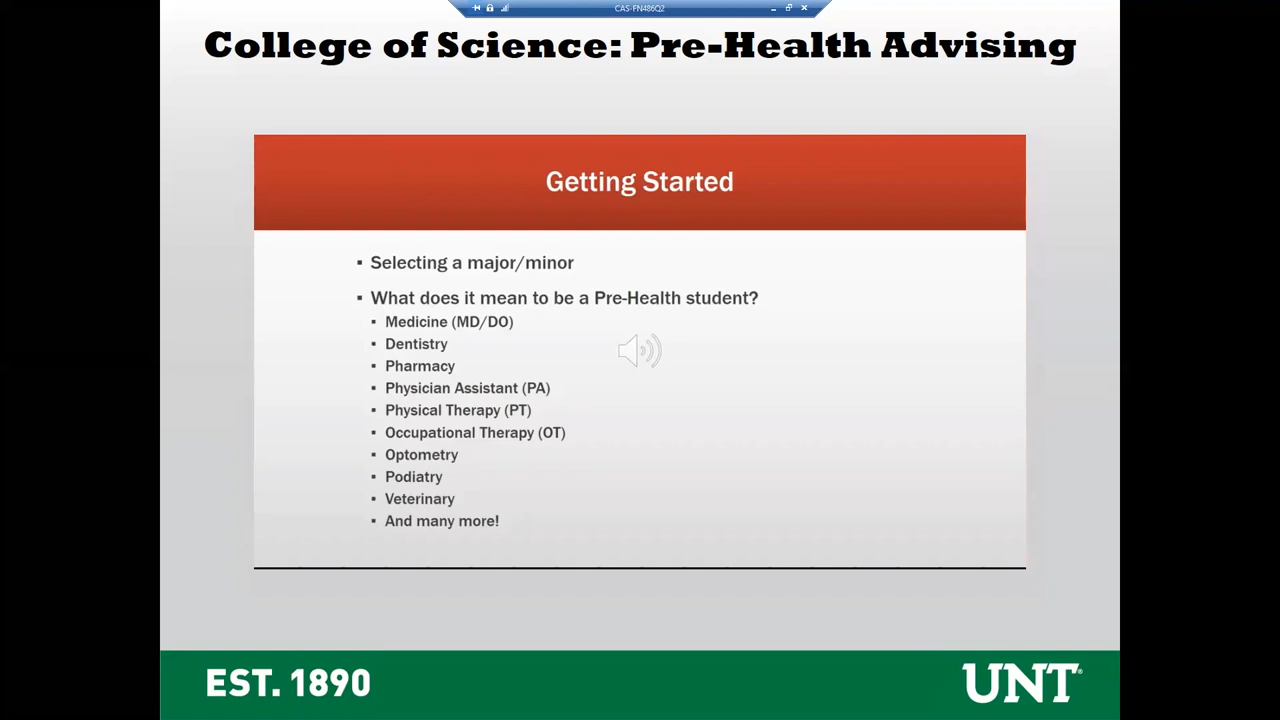 CAS-FN486Q2
College of Science: Pre-Health Advising
Getting Started
▪ Selecting a major/minor
▪ What does it mean to be a Pre-Health student?
▪ Medicine (MD/DO)
▪ Dentistry
▪ Pharmacy
▪ Physician Assistant (PA)
▪ Physical Therapy (PT)
▪ Occupational Therapy (OT)
▪ Optometry
▪ Podiatry
▪ Veterinary
▪ And many more!
EST. 1890
UNT®